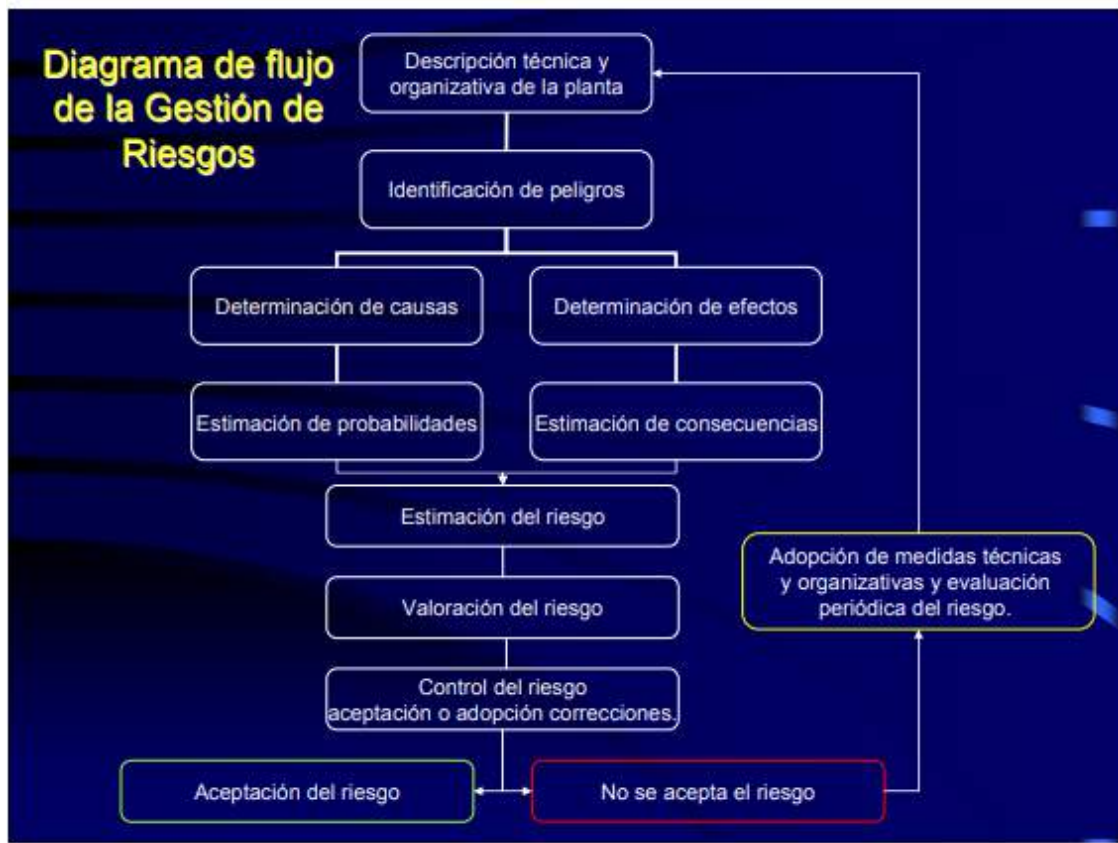 Diagrama de flujo
de la Gestión de
Riesgos
Descripción técnica y
organizativa de la planta
Identificación de peligros
Determinación de causas
Determinación de efectos
Estimación de probabilidades
Estimación de consecuencias
Estimación del riesgo
Adopción de medidas técnicas
y organizativas y evaluación
periódica del riesgo.
Valoración del riesgo
Control del riesgo
aceptación o adopción correcciones.
Aceptación del riesgo
No se acepta el riesgo